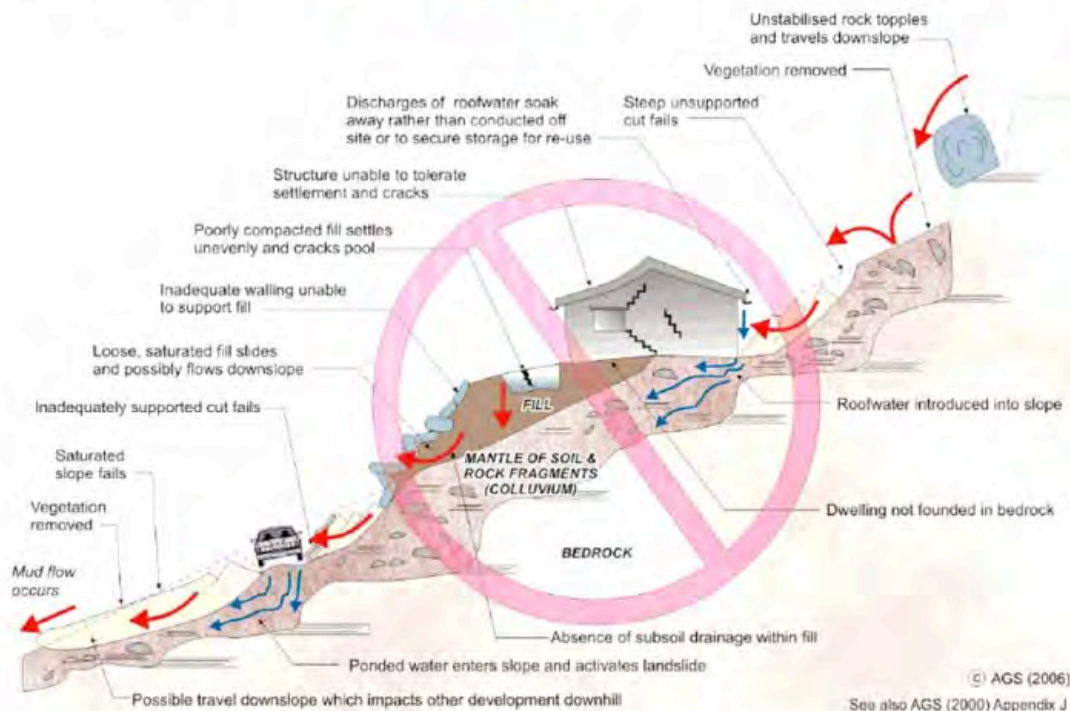 Unstabilised rock topples
and travels downslope
Vegetation removed
Discharges of roofwater soak
away rather than conducted off
site or to secure storage for re-use
Steep unsupported
cut fails
Structure unable to tolerate
settlement and cracks
Poorly compacted fill settles
unevenly and cracks pool
Inadequate walling unable
to support fill
Loose, saturated fill slides
and possibly flows downslope
Inadequately supported cut fails
Saturated
slope fails
Vegetation
removed
Mud flow
occurs
FILL
MANTLE OF SOIL &
ROCK FRAGMENTS
(COLLUVIUM)
BEDROCK
Roofwater introduced into slope
Dwelling not founded in bedrock
Absence of subsoil drainage within fill
Ponded water enters slope and activates landslide
Possible travel downslope which impacts other development downhill
© AGS (2006)
See also AGS (2000) Appendix J